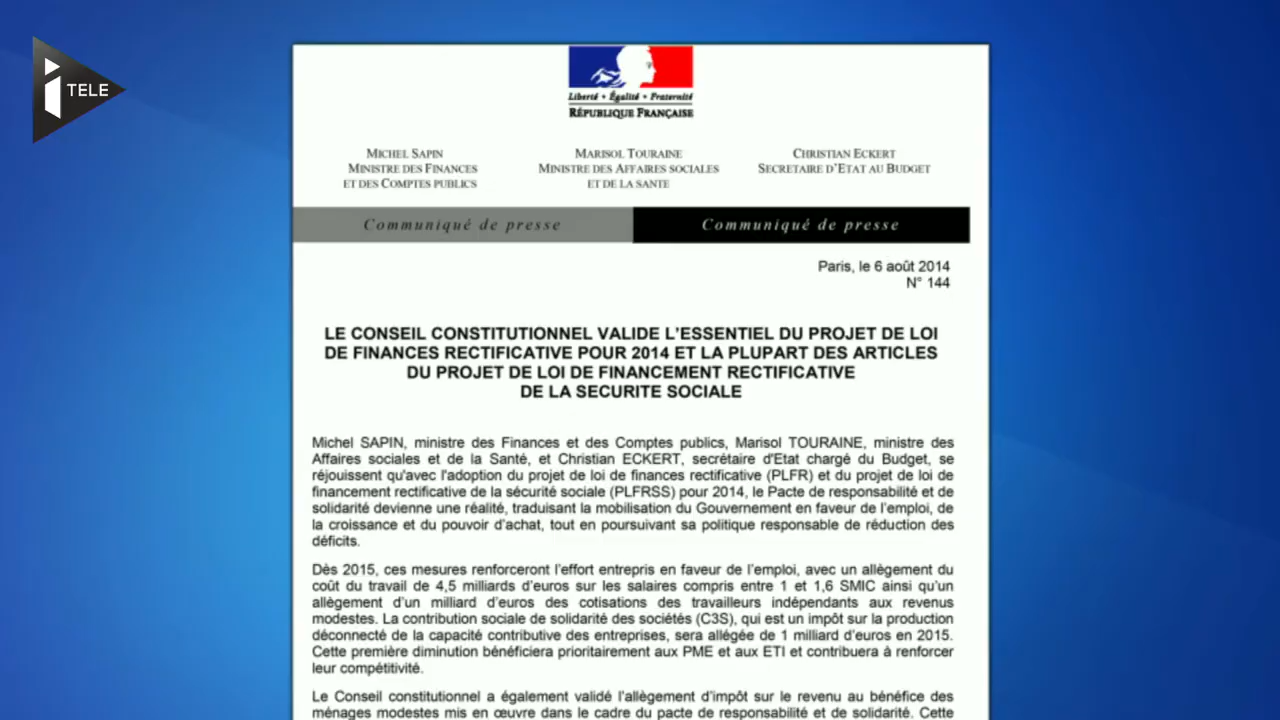 i TELE
Liberté • Égalité • Fraternité
RÉPUBLIQUE FRANÇAISE
MICHEL SAPIN
MINISTRE DES FINANCES
ET DES COMPTES PUBLICS
MARISOL TOURAINE
MINISTRE DES AFFAIRES SOCIALES
ET DE LA SANTE
CHRISTIAN ECKERT
SECRETAIRE D'ETAT AU BUDGET
Communiqué de presse
Communiqué de presse
Paris, le 6 août 2014
N° 144
LE CONSEIL CONSTITUTIONNEL VALIDE L'ESSENTIEL DU PROJET DE LOI
DE FINANCES RECTIFICATIVE POUR 2014 ET LA PLUPART DES ARTICLES
DU PROJET DE LOI DE FINANCEMENT RECTIFICATIVE
DE LA SECURITE SOCIALE
Michel SAPIN, ministre des Finances et des Comptes publics, Marisol TOURAINE, ministre des
Affaires sociales et de la Santé, et Christian ECKERT, secrétaire d'Etat chargé du Budget, se
réjouissent qu'avec l'adoption du projet de loi de finances rectificative (PLFR) et du projet de loi de
financement rectificative de la sécurité sociale (PLFRSS) pour 2014, le Pacte de responsabilité et de
solidarité devienne une réalité, traduisant la mobilisation du Gouvernement en faveur de l'emploi, de
la croissance et du pouvoir d'achat, tout en poursuivant sa politique responsable de réduction des
déficits.
Dès 2015, ces mesures renforceront l'effort entrepris en faveur de l'emploi, avec un allègement du
coût du travail de 4,5 milliards d'euros sur les salaires compris entre 1 et 1,6 SMIC ainsi qu'un
allègement d'un milliard d'euros des cotisations des travailleurs indépendants aux revenus
modestes. La contribution sociale de solidarité des sociétés (C3S), qui est un impôt sur la production
déconnecté de la capacité contributive des entreprises, sera allégée de 1 milliard d'euros en 2015.
Cette première diminution bénéficiera prioritairement aux PME et aux ETI et contribuera à renforcer
leur compétitivité.
Le Conseil constitutionnel a également validé l'allègement d'impôt sur le revenu au bénéfice des
ménages modestes mis en œuvre dans le cadre du pacte de responsabilité et de solidarité. Cette